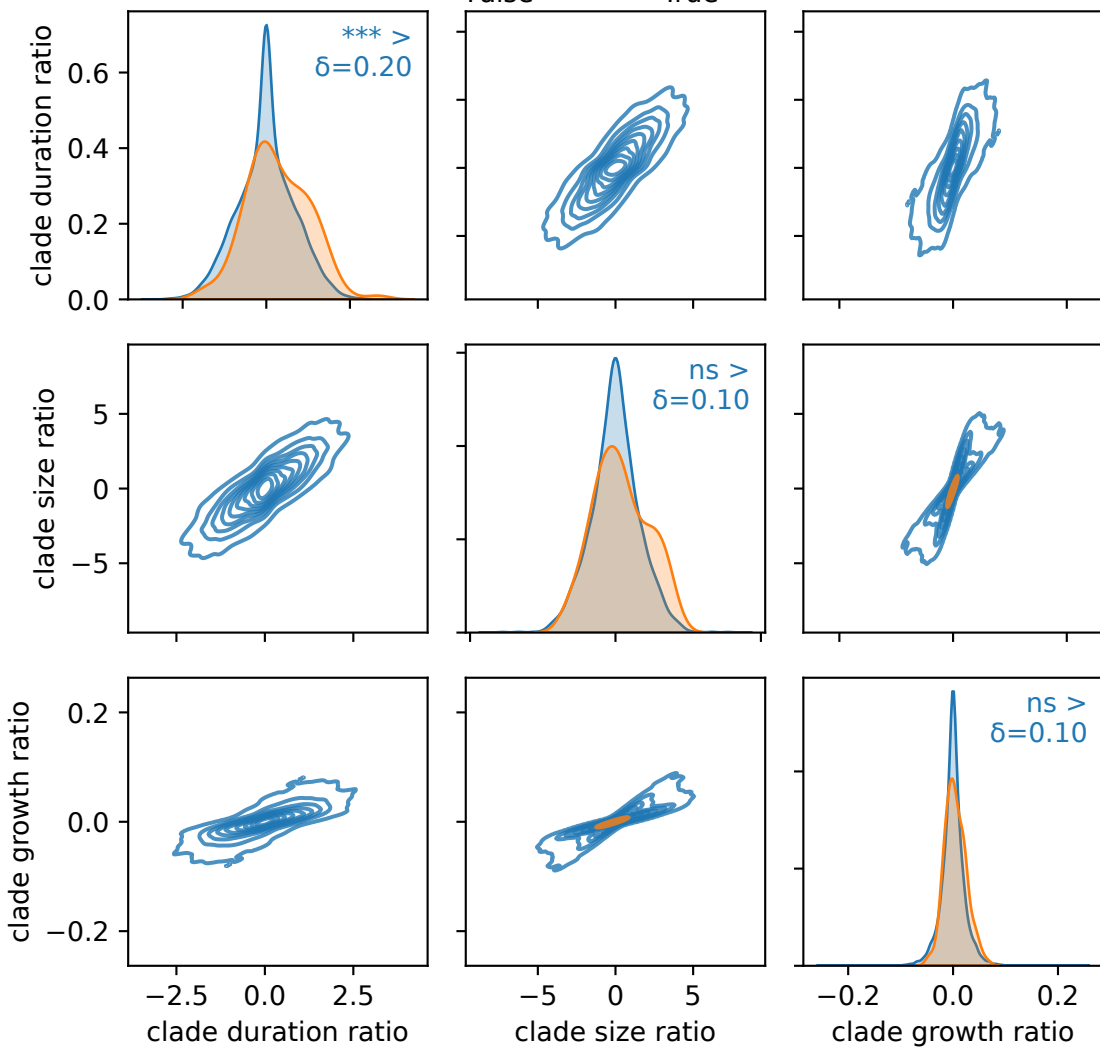 True
clade duration ratio
0.6
0.4
0.2
0.0
*** >
δ=0.20
clade size ratio
5
0
−5
ns >
δ=0.10
clade growth ratio
0.2
0.0
−0.2
ns >
δ=0.10
−2.5 0.0 2.5
−5 0 5
−0.2 0.0 0.2
clade duration ratio
clade size ratio
clade growth ratio